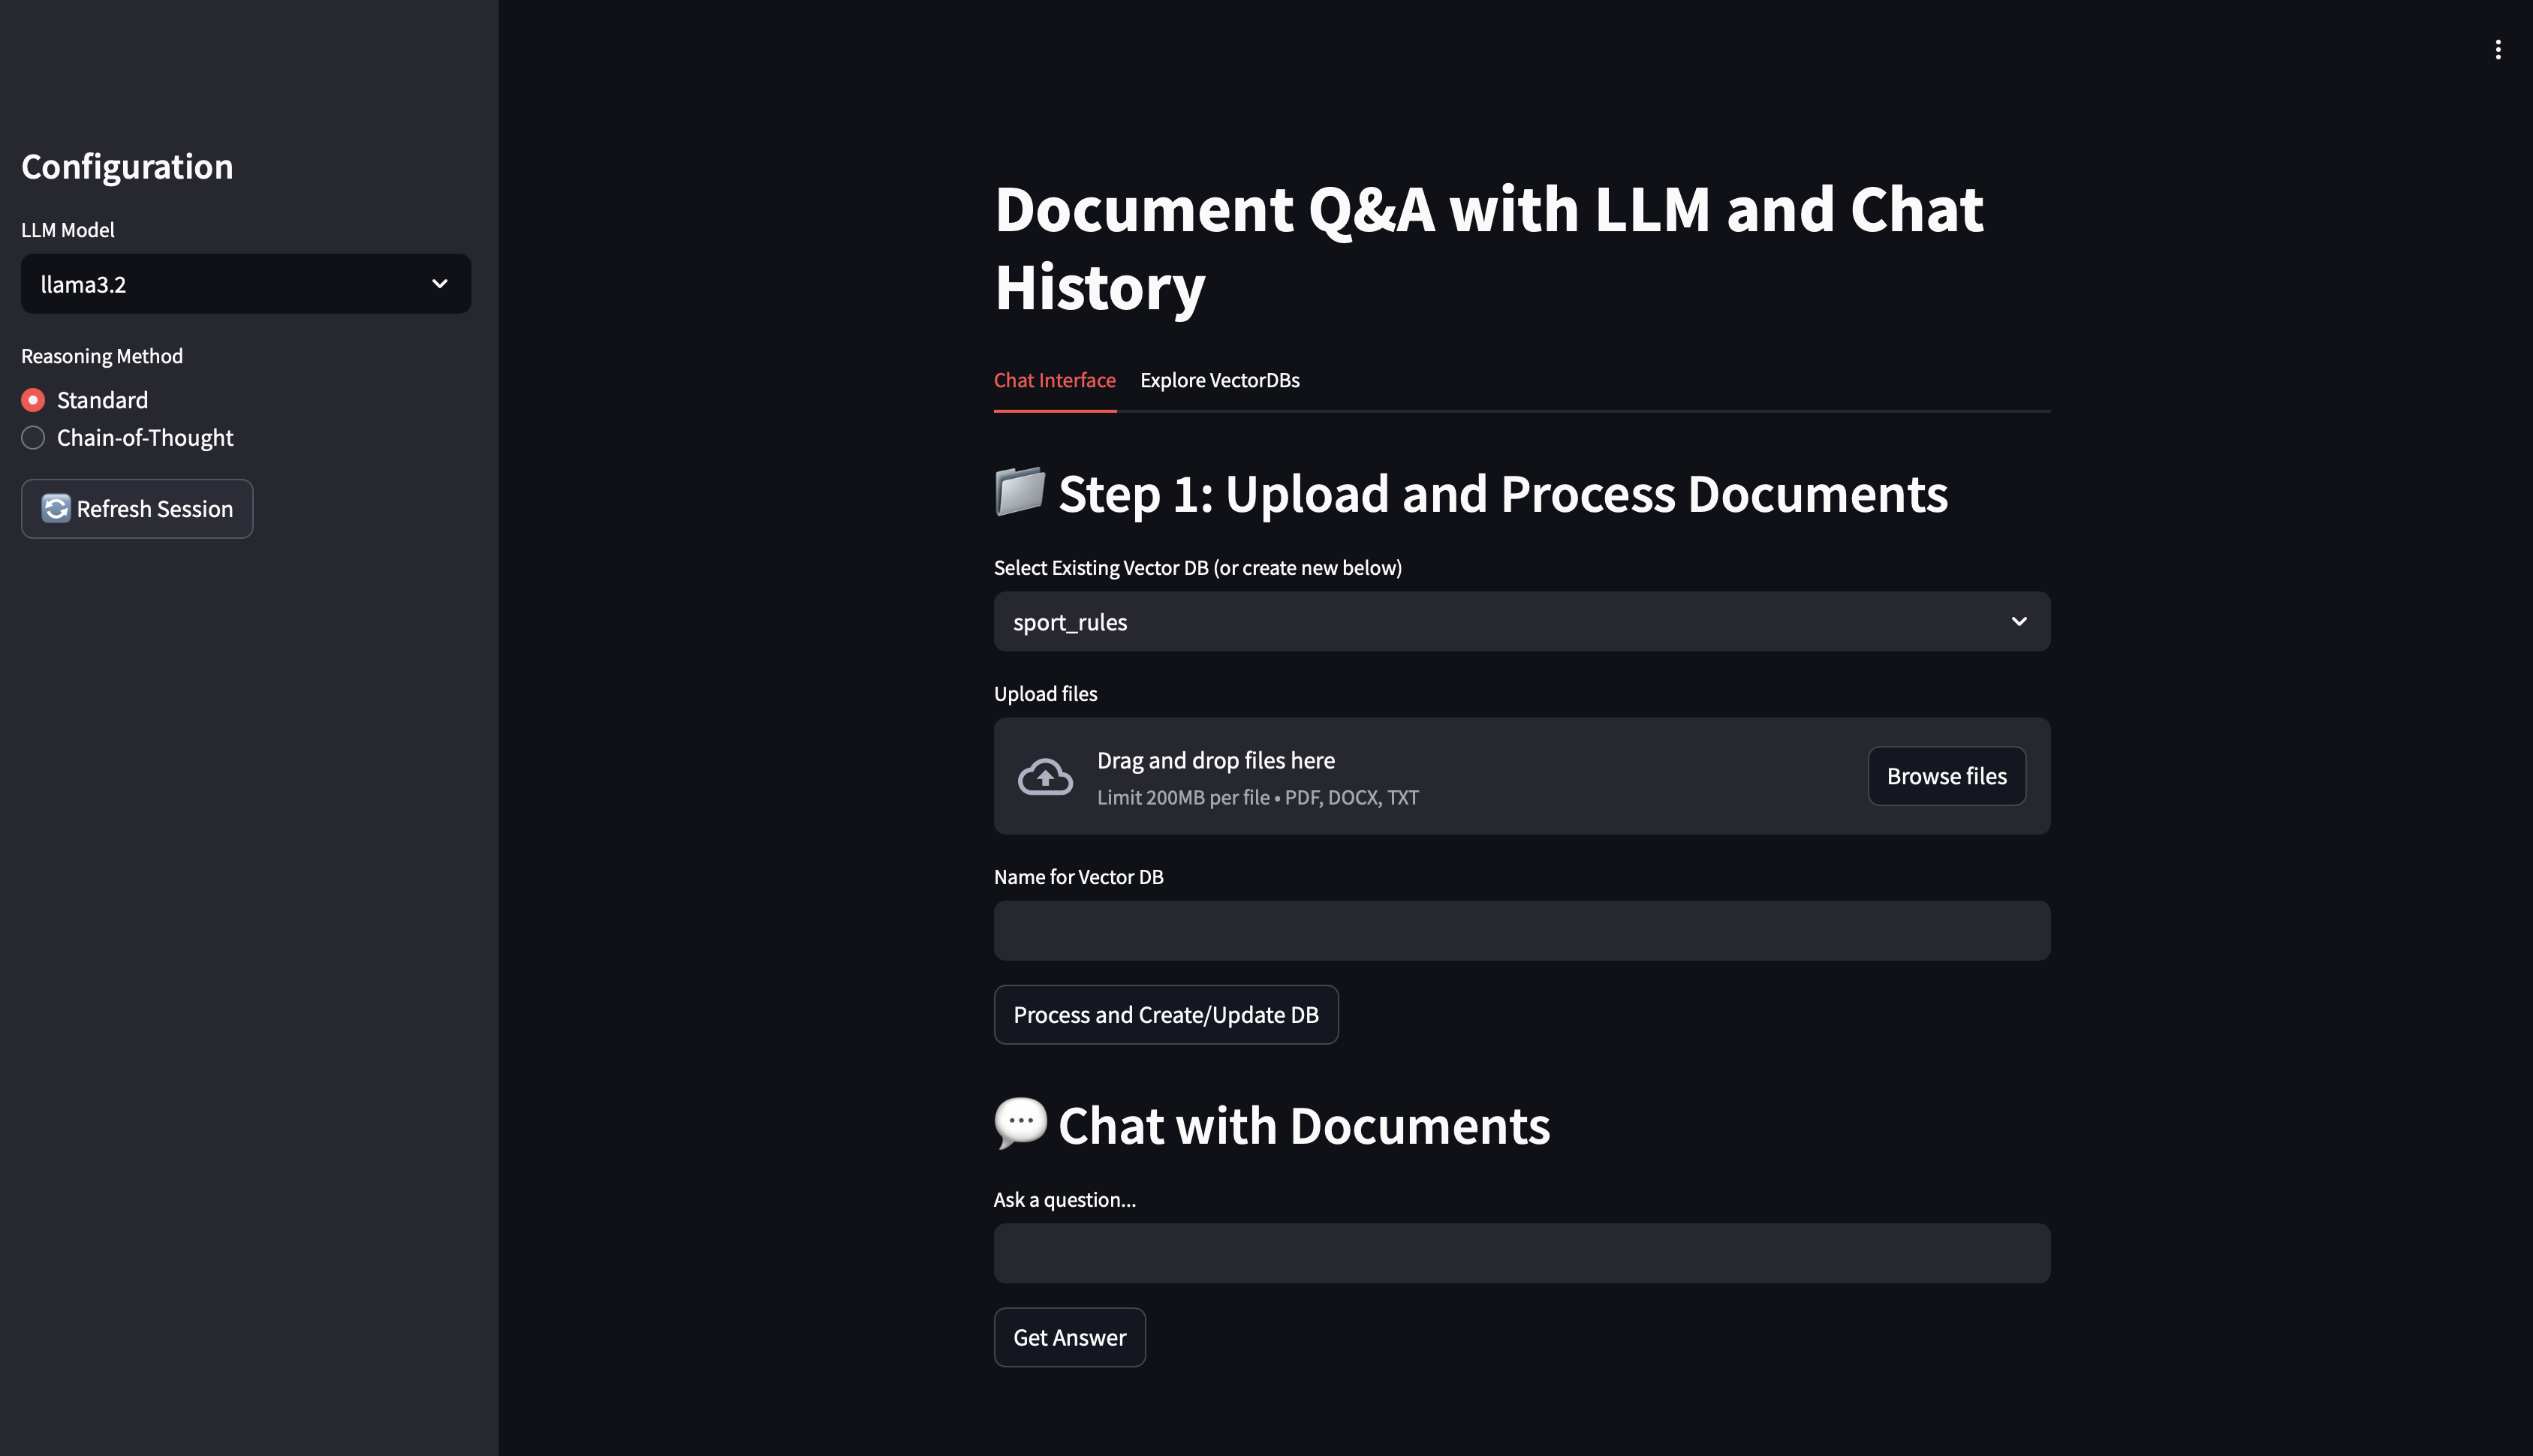 Configuration
LLM Model
llama3.2
Reasoning Method
Standard
Chain-of-Thought
Refresh Session
Document Q&A with LLM and Chat
History
Chat Interface
Explore VectorDBs
Step 1: Upload and Process Documents
Select Existing Vector DB (or create new below)
sport_rules
Upload files
Drag and drop files here
Limit 200MB per file • PDF, DOCX, TXT
Browse files
Name for Vector DB
Process and Create/Update DB
Chat with Documents
Ask a question...
Get Answer